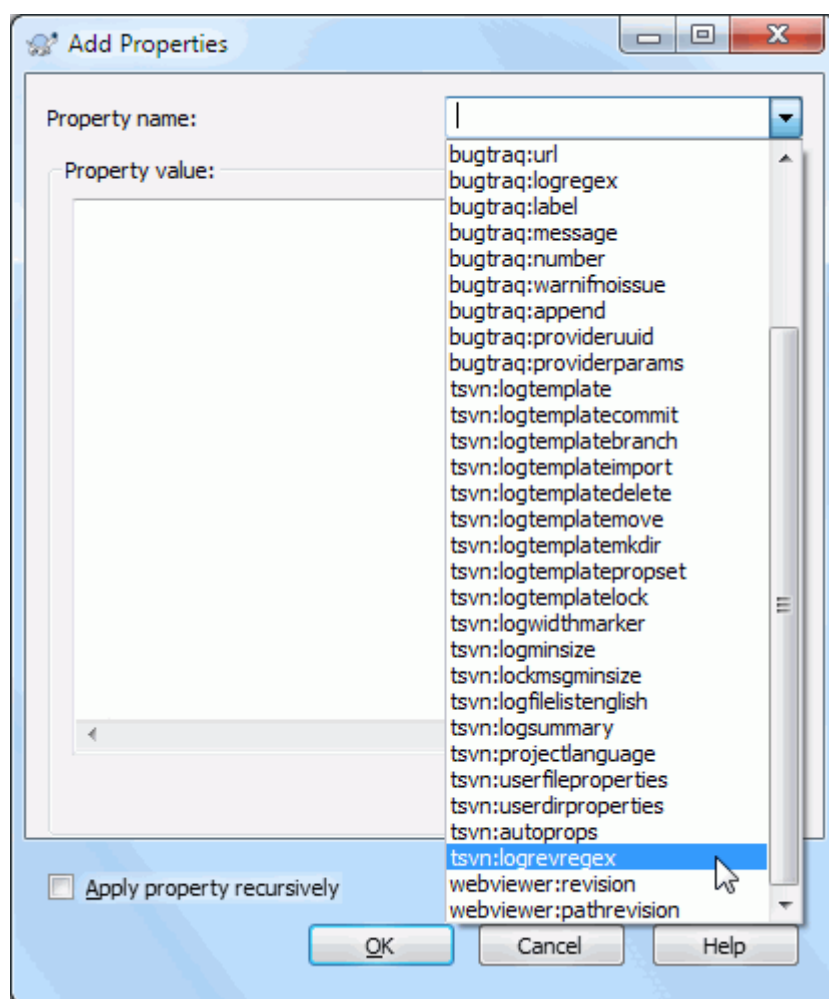 Add Properties
Property name:
Property value:
bugtraq:url
bugtraq:logregex
bugtraq:label
bugtraq:message
bugtraq:number
bugtraq:warnifnoissue
bugtraq:append
bugtraq:provideruuid
bugtraq:providerparams
tsvn:logtemplate
tsvn:logtemplatecommit
tsvn:logtemplatebranch
tsvn:logtemplateimport
tsvn:logtemplatedelete
tsvn:logtemplatemove
tsvn:logtemplatemkdir
tsvn:logtemplatepropset
tsvn:logtemplatelock
tsvn:logwidthmarker
tsvn:logminsize
tsvn:lockmsgminsize
tsvn:logfilelistenglish
tsvn:logsummary
tsvn:projectlanguage
tsvn:userfileproperties
tsvn:userdirproperties
tsvn:autoprops
tsvn:logrevregex
webviewer:revision
webviewer:pathrevision
Apply property recursively
OK Cancel Help